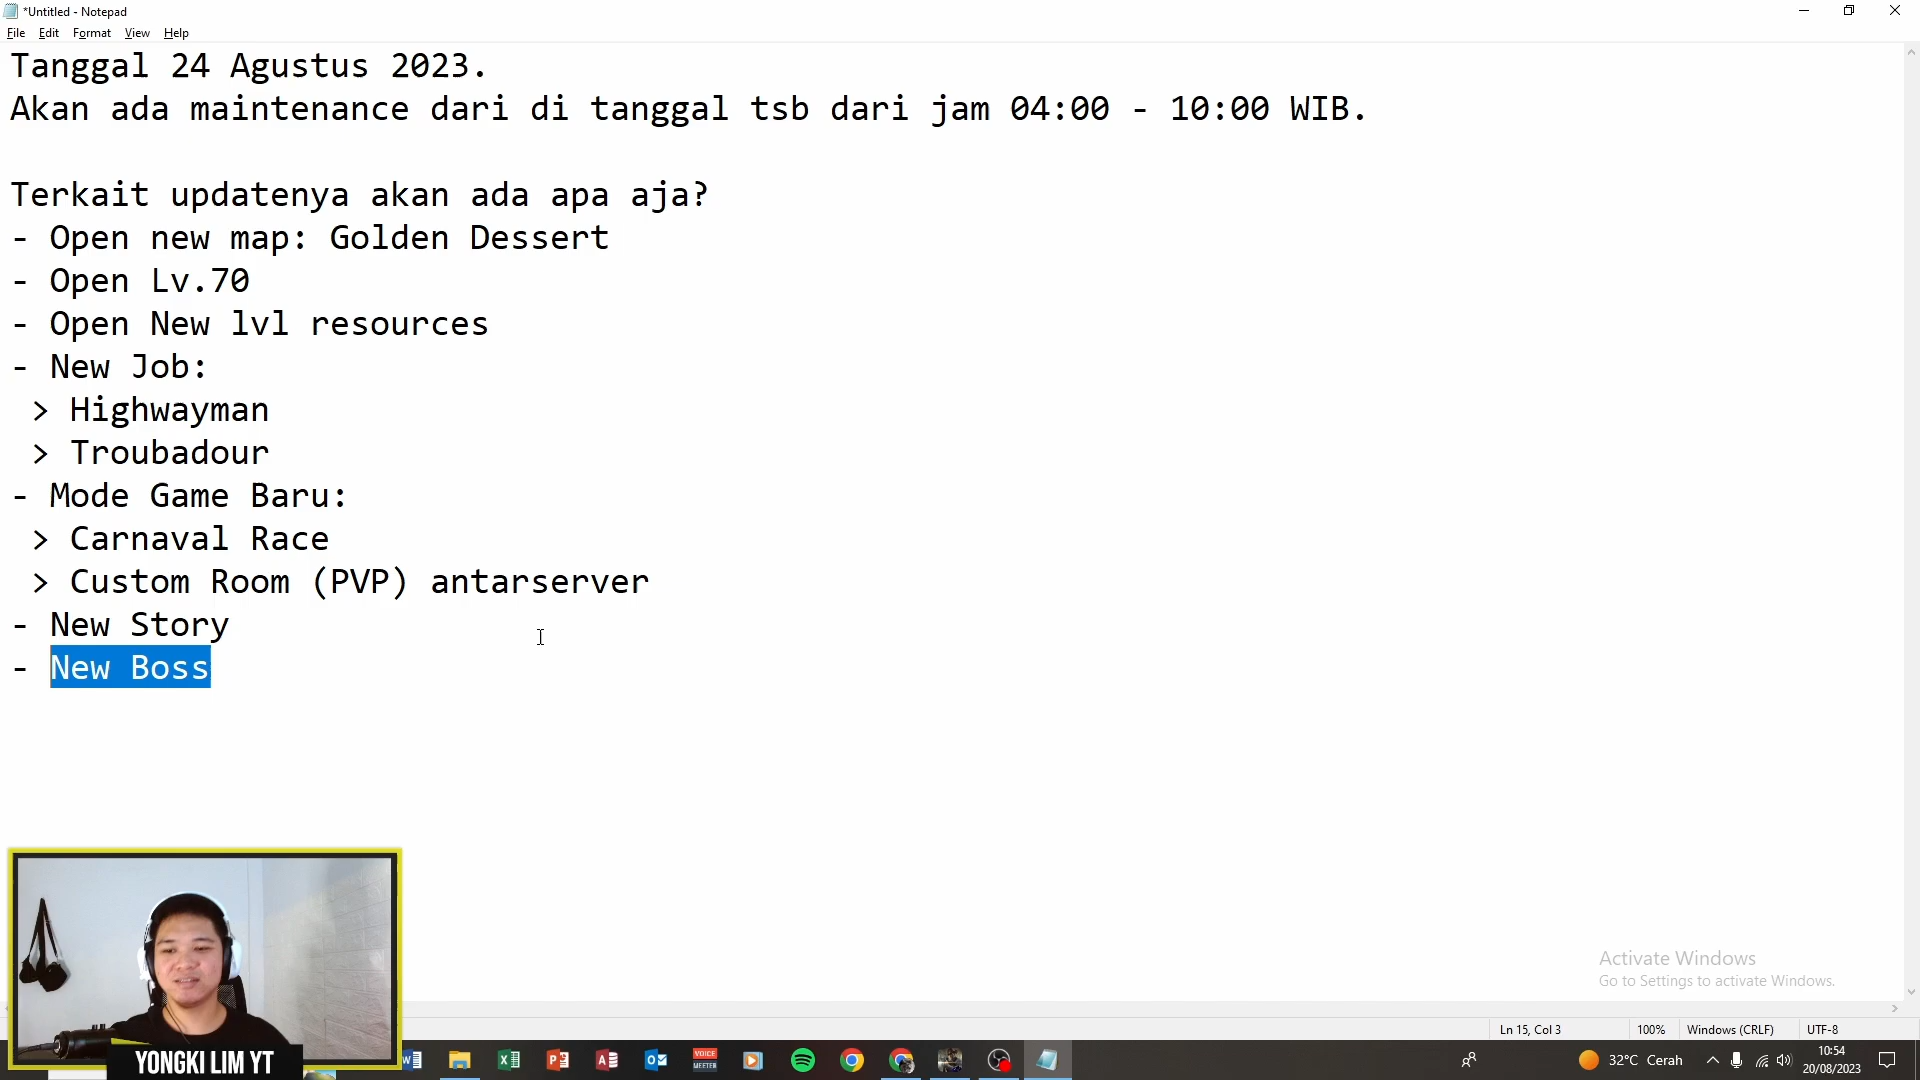 *Untitled - Notepad
File Edit Format View Help
Tanggal 24 Agustus 2023.
Akan ada maintenance dari di tanggal tsb dari jam 04:00 - 10:00 WIB.
Terkait updatenya akan ada apa aja?
- Open new map: Golden Dessert
- Open Lv.70
- Open New lvl resources
- New Job:
> Highwayman
> Troubadour
- Mode Game Baru:
> Carnaval Race
> Custom Room (PVP) antarserver
- New Story
- New Boss
Activate Windows
Go to Settings to activate Windows.
Ln 15, Col 3 100% Windows (CRLF) UTF-8
YONGKI LIM YT
VOICE
MEETER
32°C Cerah
10:54
20/08/2023